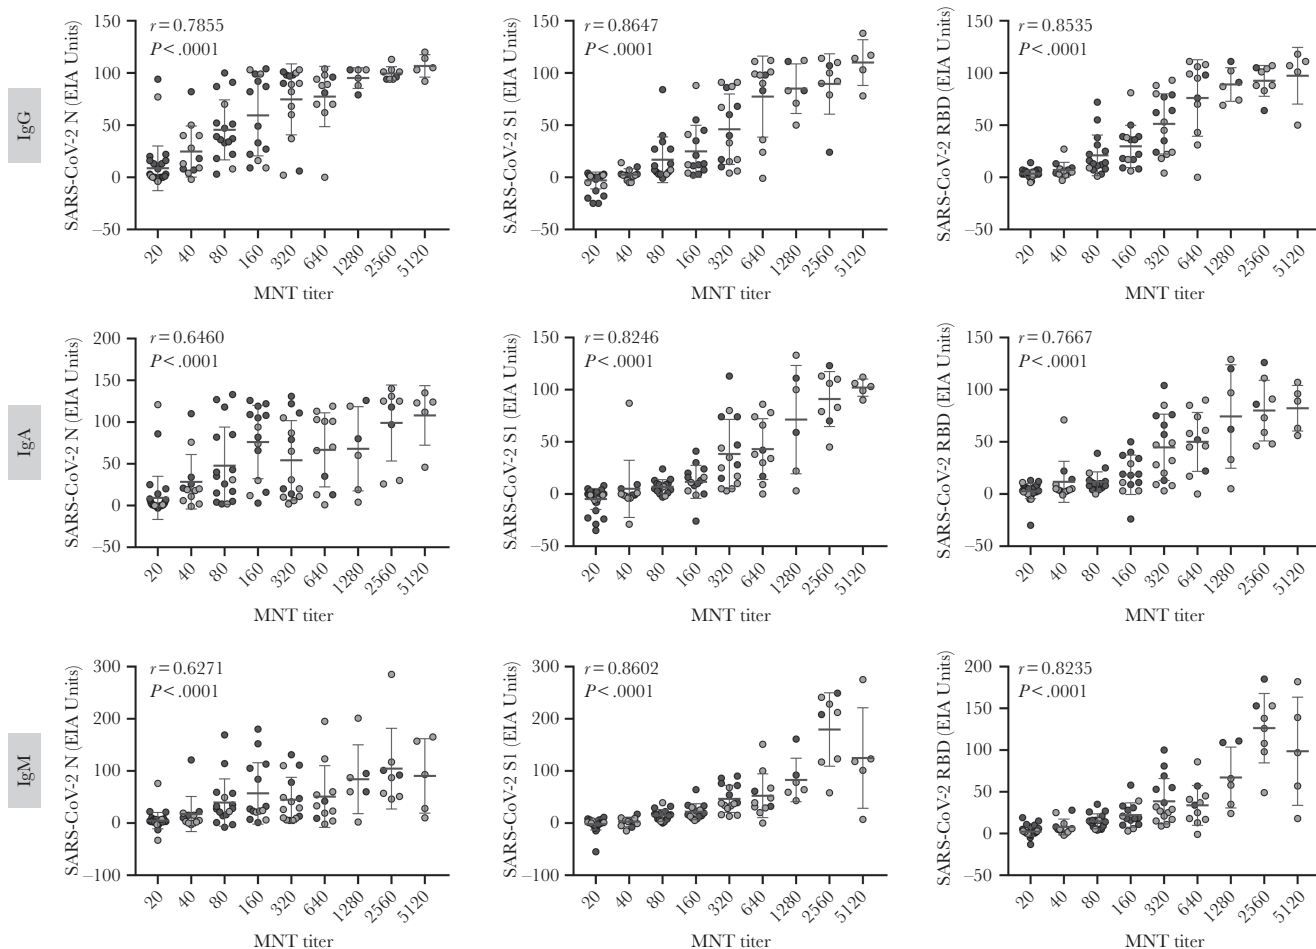 IgG
SARS-CoV-2 N (EIA Units)
150
100
50
0
–50
r=0.7855
P<.0001
20 40 80 160 320 640 1280 2560 5120
MNT titer
SARS-CoV-2 S1 (EIA Units)
150
100
50
0
–50
r=0.8647
P<.0001
20 40 80 160 320 640 1280 2560 5120
MNT titer
SARS-CoV-2 RBD (EIA Units)
150
100
50
0
–50
r=0.8535
P<.0001
20 40 80 160 320 640 1280 2560 5120
MNT titer
IgA
SARS-CoV-2 N (EIA Units)
200
150
100
50
0
–50
r=0.6460
P<.0001
20 40 80 160 320 640 1280 2560 5120
MNT titer
SARS-CoV-2 S1 (EIA Units)
150
100
50
0
–50
r=0.8246
P<.0001
20 40 80 160 320 640 1280 2560 5120
MNT titer
SARS-CoV-2 RBD (EIA Units)
150
100
50
0
–50
r=0.7667
P<.0001
20 40 80 160 320 640 1280 2560 5120
MNT titer
IgM
SARS-CoV-2 N (EIA Units)
300
200
100
0
–100
r=0.6271
P<.0001
20 40 80 160 320 640 1280 2560 5120
MNT titer
SARS-CoV-2 S1 (EIA Units)
300
200
100
0
–100
r=0.8602
P<.0001
20 40 80 160 320 640 1280 2560 5120
MNT titer
SARS-CoV-2 RBD (EIA Units)
200
150
100
50
0
–50
r=0.8235
P<.0001
20 40 80 160 320 640 1280 2560 5120
MNT titer